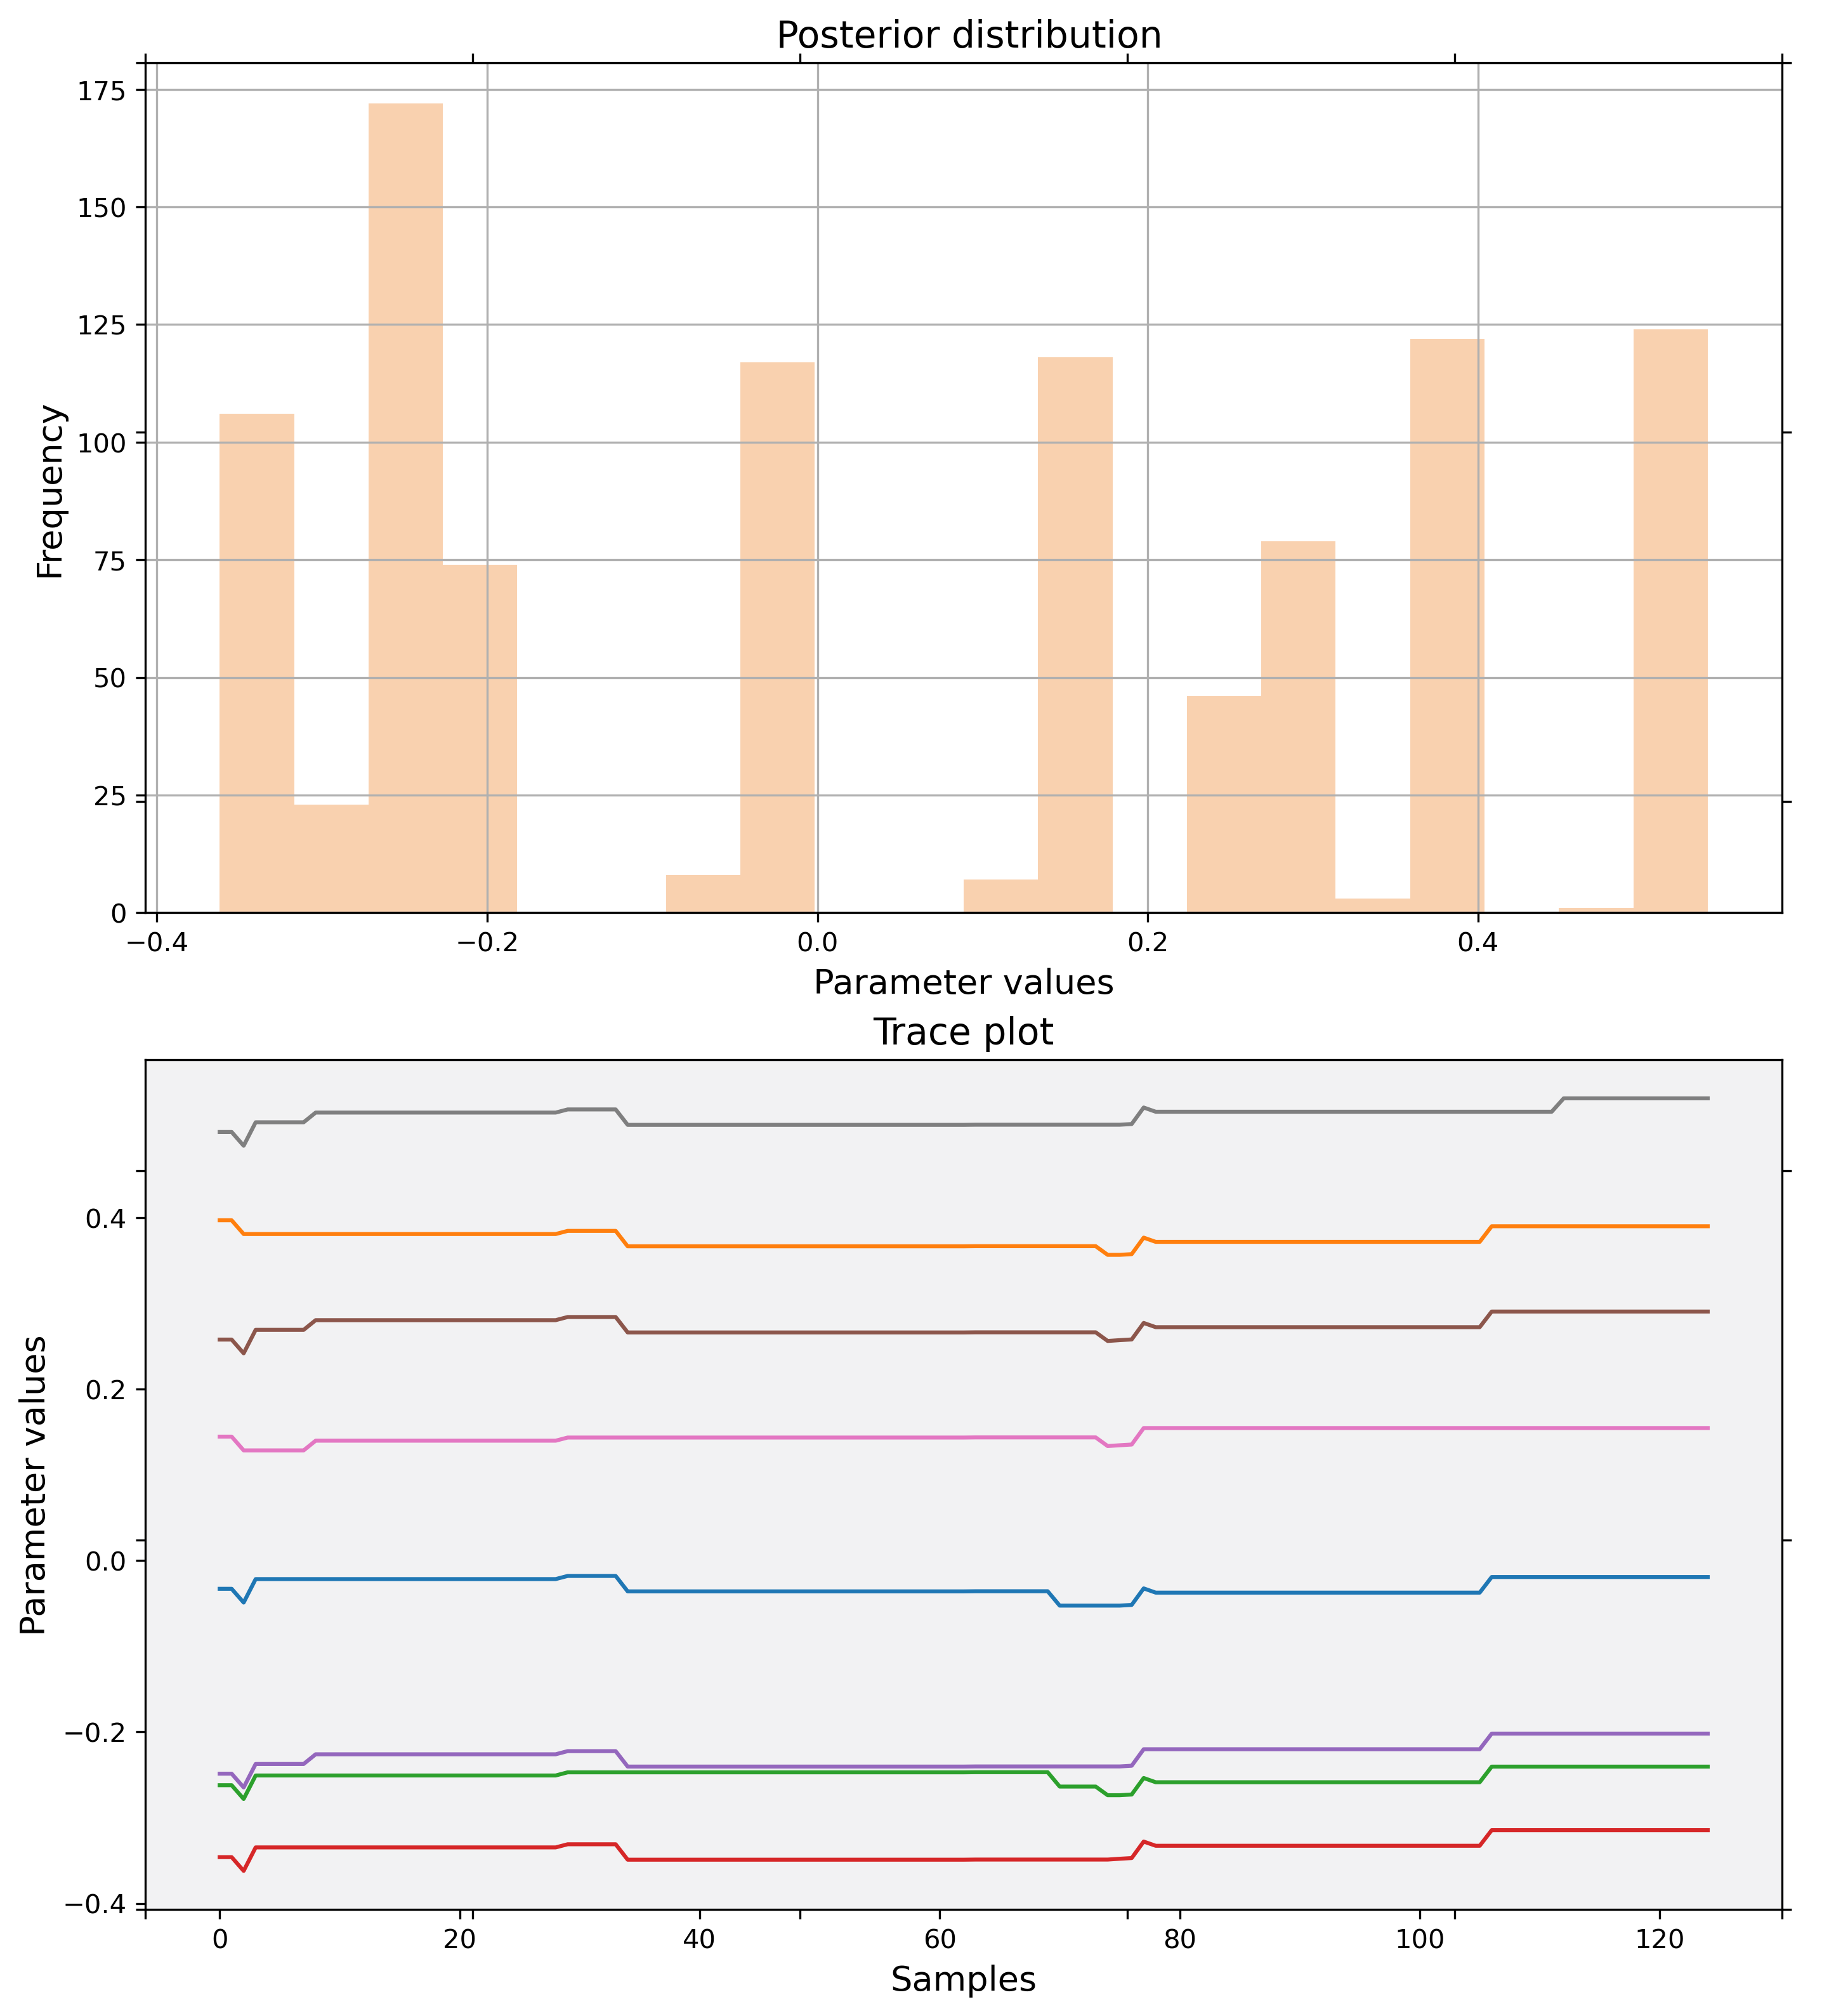 Posterior distribution
175
150
125
100
75
50
25
0
Frequency
−0.4 −0.2 0.0 0.2 0.4
Parameter values
Trace plot
0.4
0.2
0.0
−0.2
−0.4
Parameter values
0 20 40 60 80 100 120
Samples